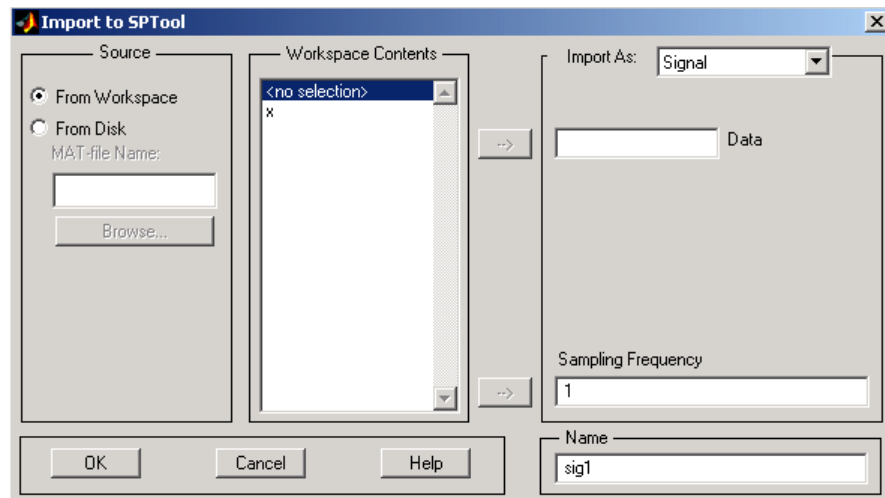 Import to SPTool
Source
From Workspace
From Disk
MAT-file Name:
Browse...
Workspace Contents
<no selection>
x
-->
-->
Import As:
Signal
Data
Sampling Frequency
1
OK
Cancel
Help
Name
sig1